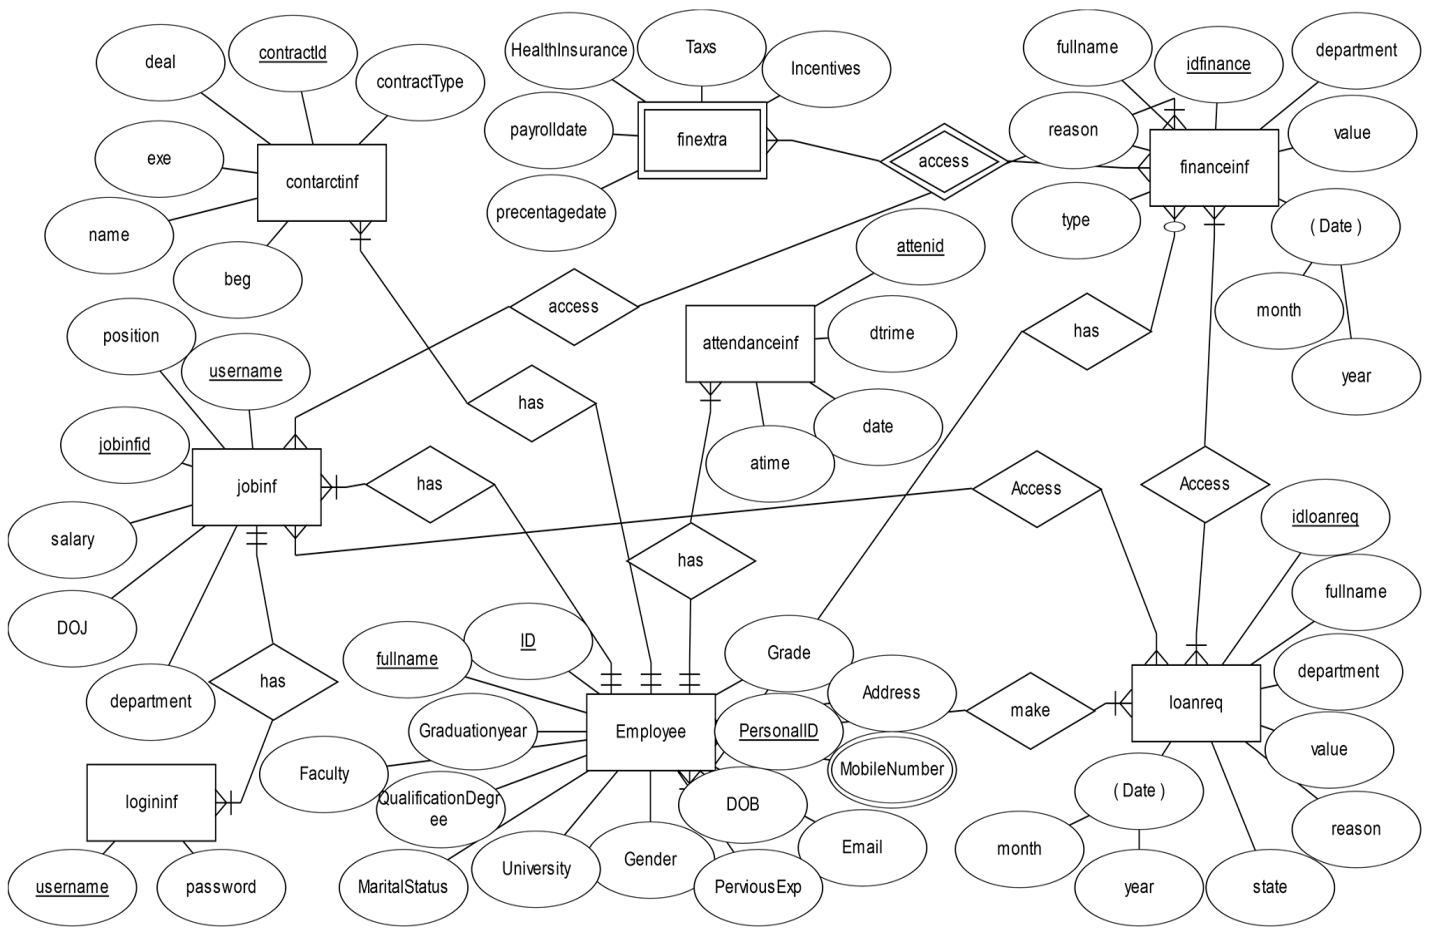 deal
contractId
contractType
exe
contarctinf
name
beg
HealthInsurance
Taxs
Incentives
payrolldate
finextra
precentagedate
access
fullname
idfinance
department
reason
value
financeinf
type
( Date )
month
year
attenid
attendanceinf
dtrime
date
atime
access
has
has
position
username
jobinfid
jobinf
has
salary
DOJ
department
has
logininf
username
password
Access
Access
has
idloanreq
fullname
department
loanreq
value
reason
( Date )
month
year
state
make
ID
fullname
Grade
Address
Graduationyear
Employee
PersonalID
MobileNumber
Faculty
QualificationDegr
ee
DOB
Email
MaritalStatus
University
Gender
PerviousExp